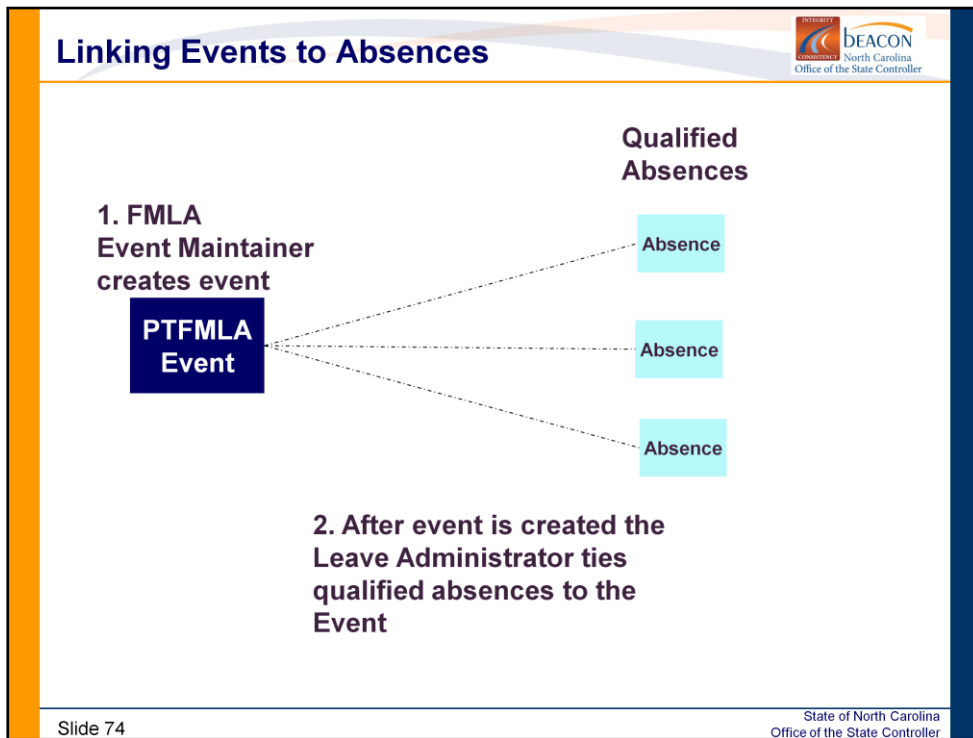 Linking Events to Absences
INTEGRITY
CONSISTENCY
bEACON
North Carolina
Office of the State Controller
Qualified
Absences
1. FMLA
Event Maintainer
creates event
PTFMLA
Event
Absence
Absence
Absence
2. After event is created the
Leave Administrator ties
qualified absences to the
Event
Slide 74
State of North Carolina
Office of the State Controller